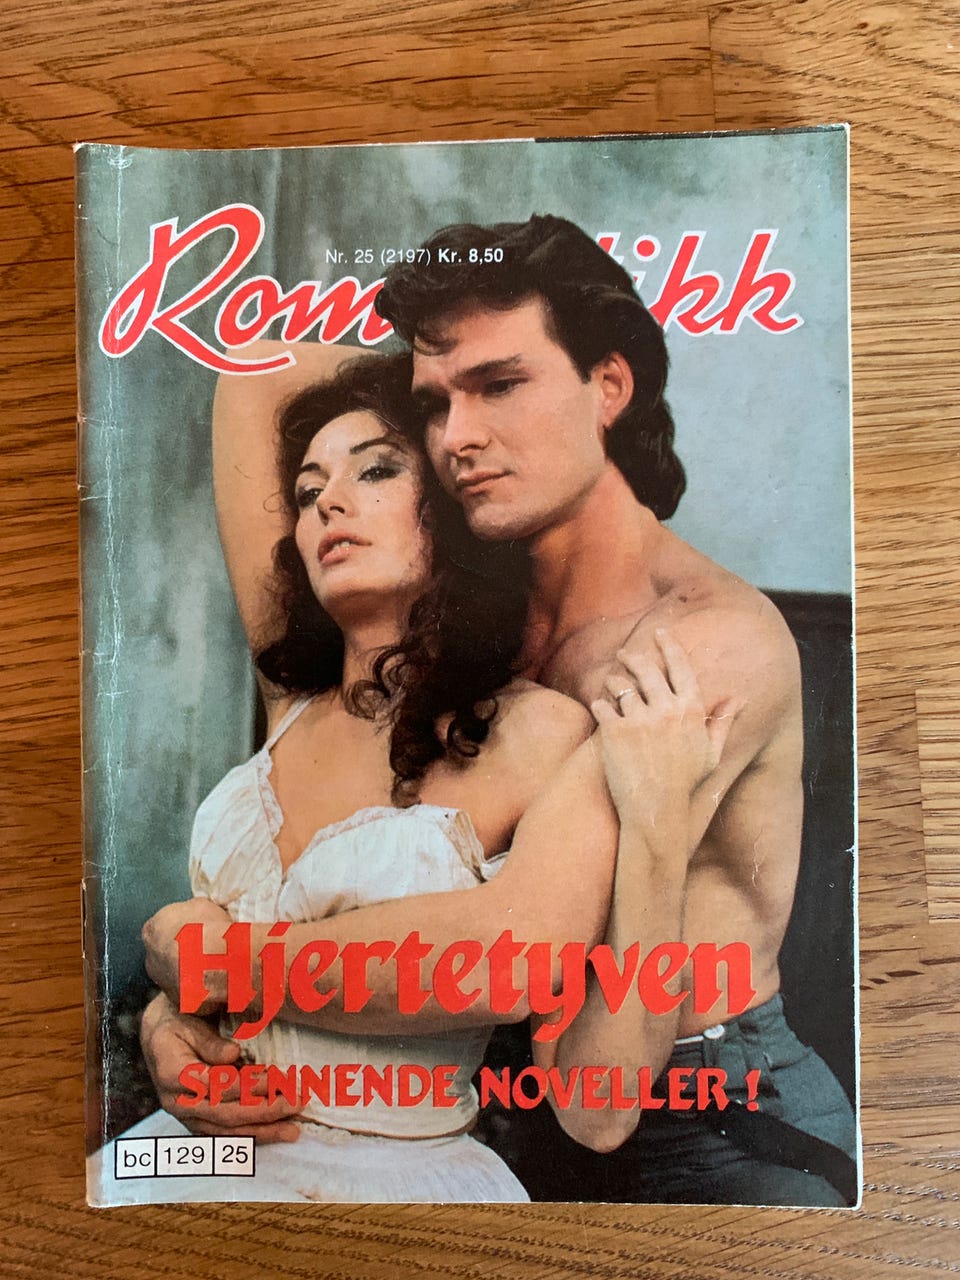 Nr. 25 (2197) Kr. 8,50
Rom tikk
Hjertetyven
SPENNENDE NOVELLER !
bc 129 25